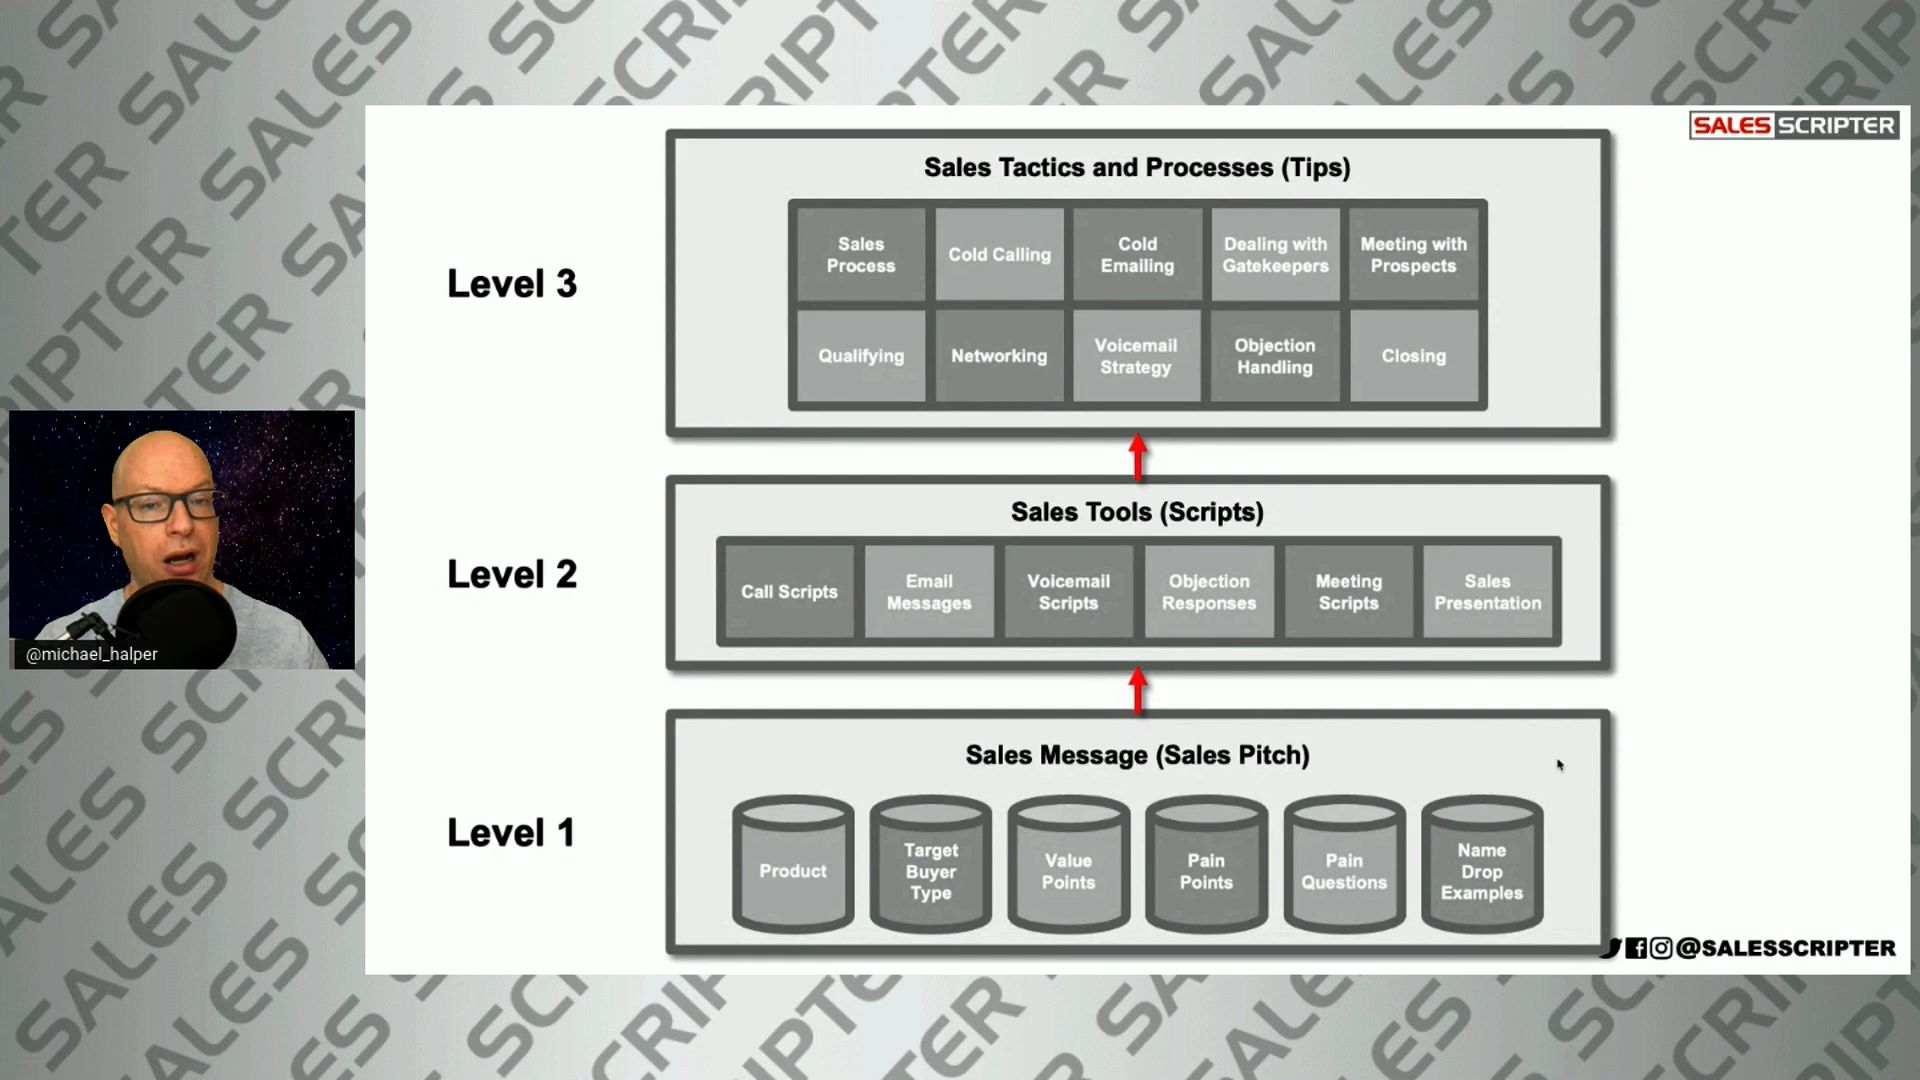 SALES SCRIPTER
Sales Tactics and Processes (Tips)
Level 3
Sales
Process
Cold Calling
Cold
Emailing
Dealing with
Gatekeepers
Meeting with
Prospects
Qualifying
Networking
Voicemail
Strategy
Objection
Handling
Closing
Sales Tools (Scripts)
Level 2
Call Scripts
Email
Messages
Voicemail
Scripts
Objection
Responses
Meeting
Scripts
Sales
Presentation
@michael_halper
Sales Message (Sales Pitch)
Level 1
Product
Target
Buyer
Type
Value
Points
Pain
Points
Pain
Questions
Name
Drop
Examples
@SALESSCRIPTER